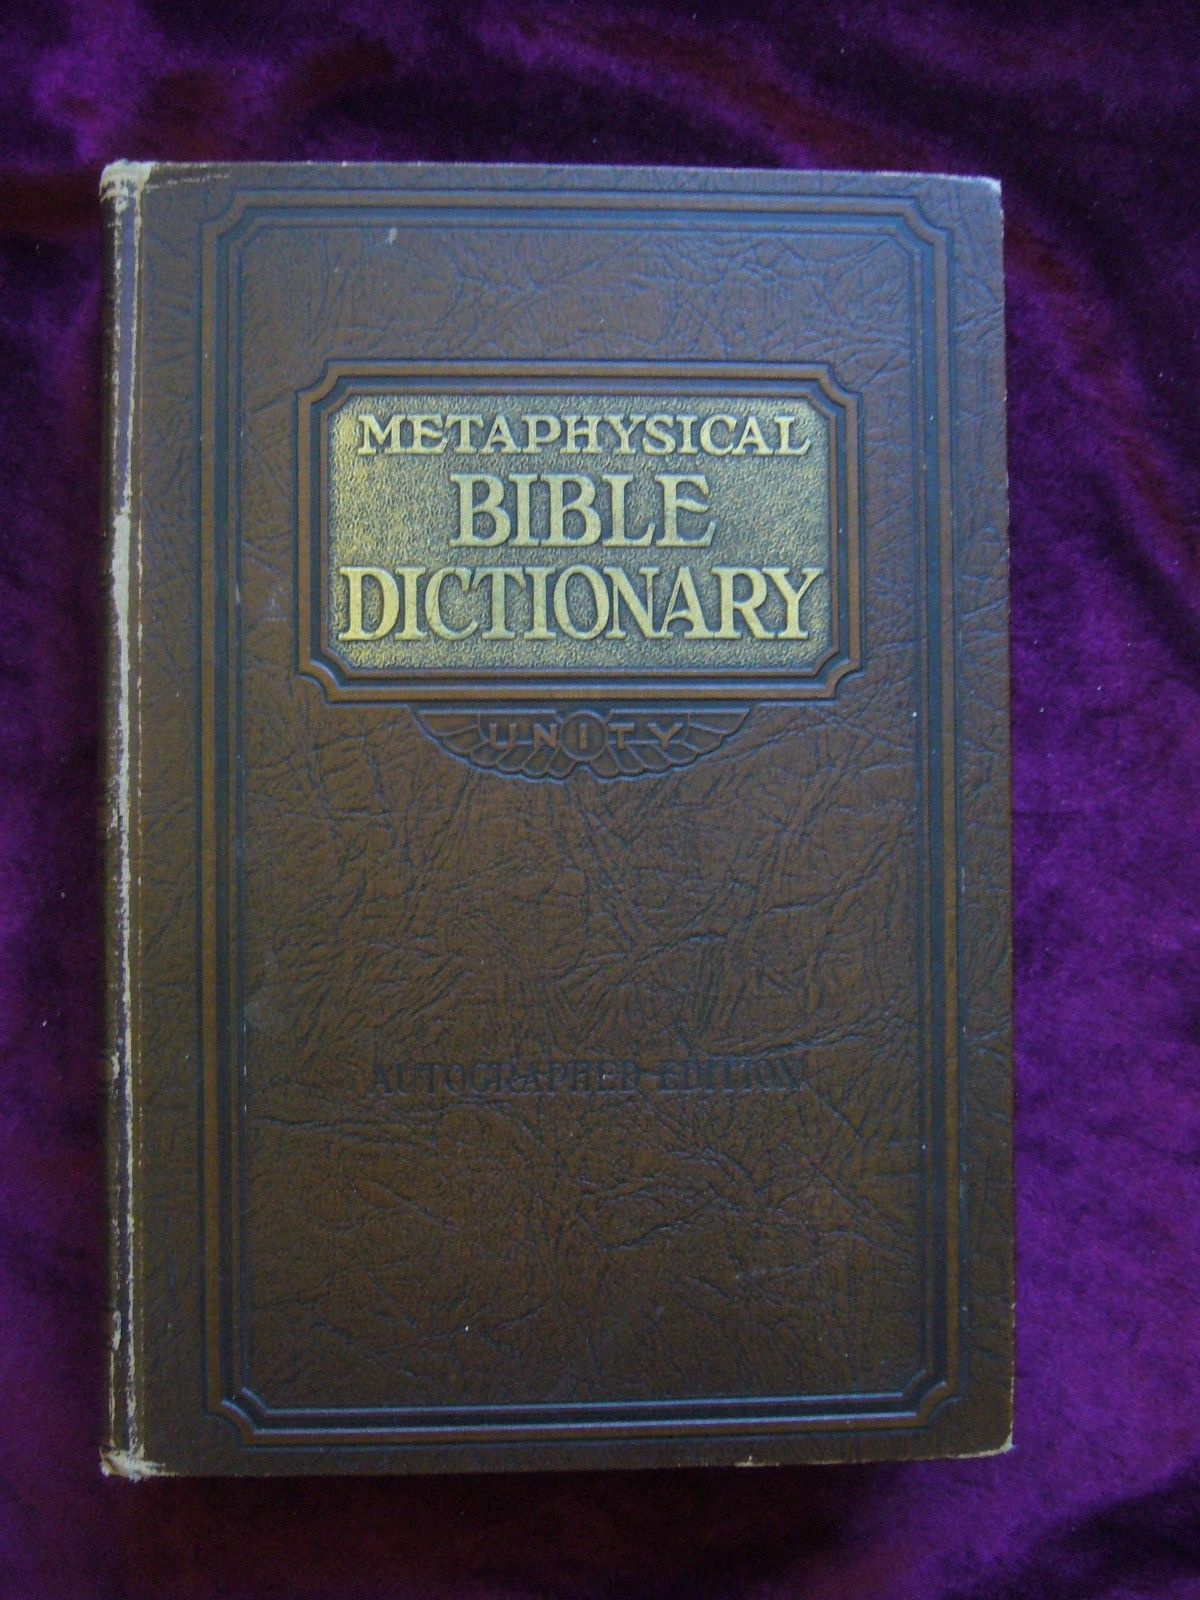 METAPHYSICAL
BIBLE
DICTIONARY
UNITY
AUTOGRAPHED EDITION